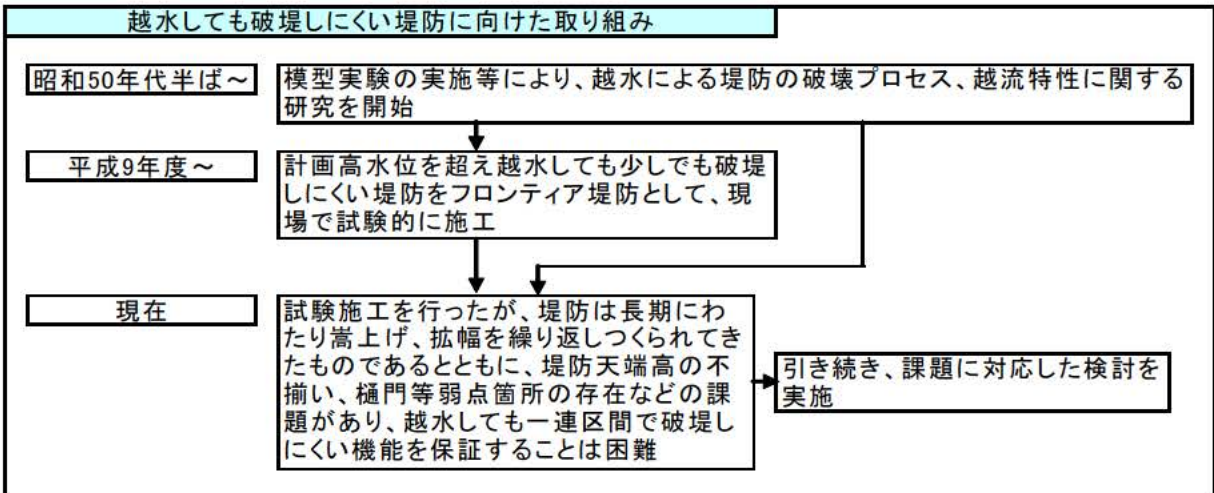 越水しても破堤しにくい堤防に向けた取り組み
昭和50年代半ば~
模型実験の実施等により、越水による堤防の破壊プロセス、越流特性に関する
研究を開始
平成9年度~
計画高水位を超え越水しても少しでも破堤
しにくい堤防をフロンティア堤防として、現
場で試験的に施工
現在
試験施工を行ったが、堤防は長期にわ
たり嵩上げ、拡幅を繰り返しつくられてき
たものであるとともに、堤防天端高の不
揃い、樋門等弱点箇所の存在などの課
題があり、越水しても一連区間で破堤し
にくい機能を保証することは困難
引き続き、課題に対応した検討を
実施